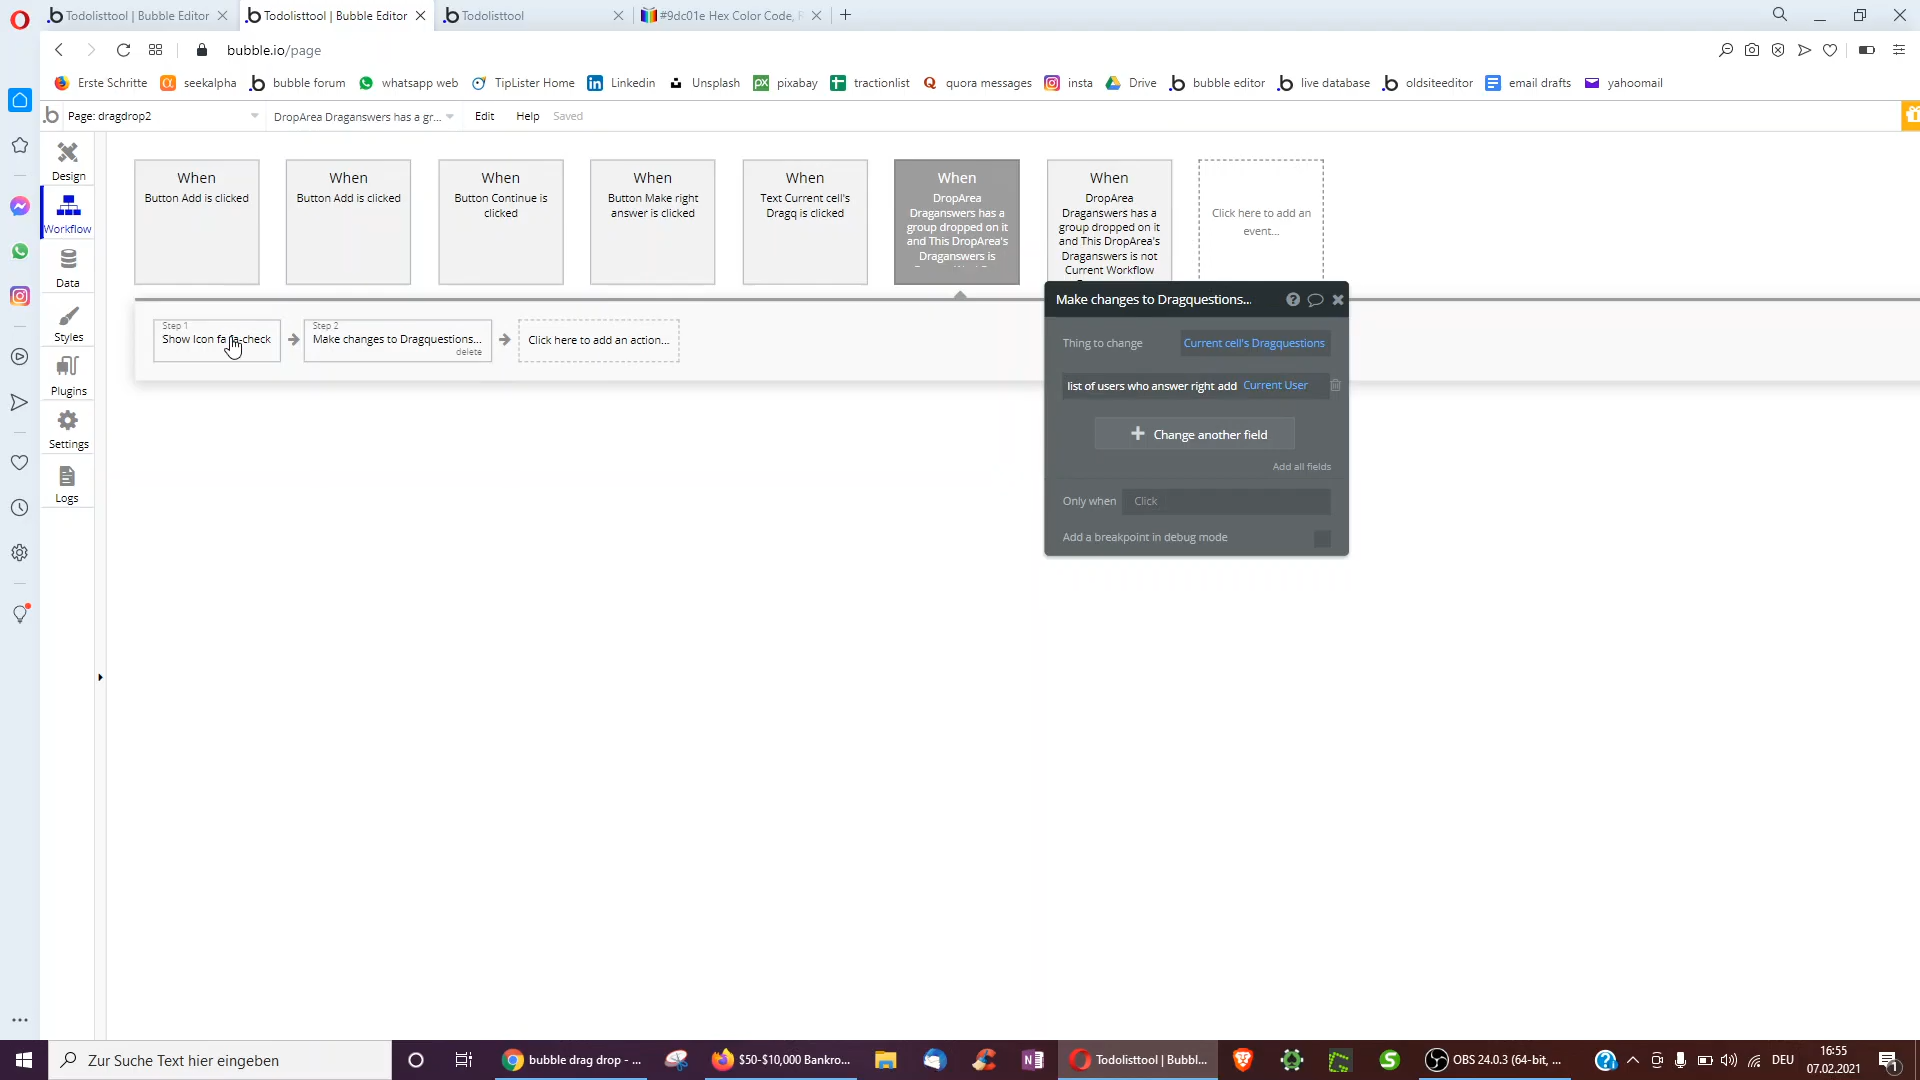 Todolisttool | Bubble Editor
Todolisttool | Bubble Editor
Todolisttool
#9dc01e Hex Color Code,
bubble.io/page
Erste Schritte
seekalpha
bubble forum
whatsapp web
TipLister Home
Linkedin
Unsplash
pixabay
tractionlist
quora messages
insta
Drive
bubble editor
live database
oldsiteeditor
email drafts
yahoomail
Page: dragdrop2
DropArea Draganswers has a gr...
Edit
Help
Saved
Design
Workflow
Data
Styles
Plugins
Settings
Logs
When
Button Add is clicked
When
Button Add is clicked
When
Button Continue is
clicked
When
Button Make right
answer is clicked
When
Text Current cell's
Dragq is clicked
When
DropArea
Draganswers has a
group dropped on it
and This DropArea's
Draganswers is
When
DropArea
Draganswers has a
group dropped on it
and This DropArea's
Draganswers is not
Current Workflow
Click here to add an
event...
Step 1
Show Icon fa fa-check
Step 2
Make changes to Dragquestions...
delete
Click here to add an action...
Make changes to Dragquestions...
Thing to change
Current cell's Dragquestions
list of users who answer right add Current User
Change another field
Add all fields
Only when
Click
Add a breakpoint in debug mode
Zur Suche Text hier eingeben
bubble drag drop - ...
$50-$10,000 Bankro...
Todolisttool | Bubbl...
OBS 24.0.3 (64-bit, ...
DEU
16:55
07.02.2021
1